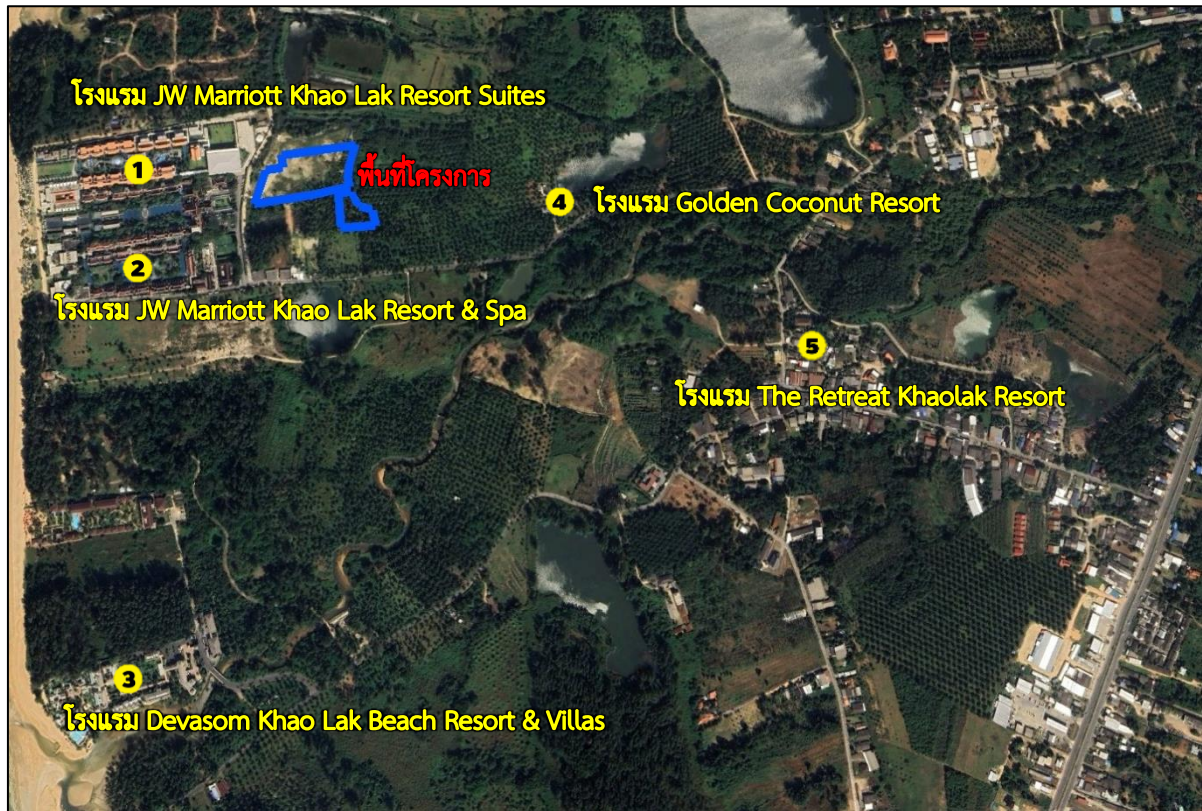 โรงแรม JW Marriott Khao Lak Resort Suites
1
พื้นที่โครงการ
4 โรงแรม Golden Coconut Resort
2
โรงแรม JW Marriott Khao Lak Resort & Spa
5
โรงแรม The Retreat Khaolak Resort
3
โรงแรม Devasom Khao Lak Beach Resort & Villas